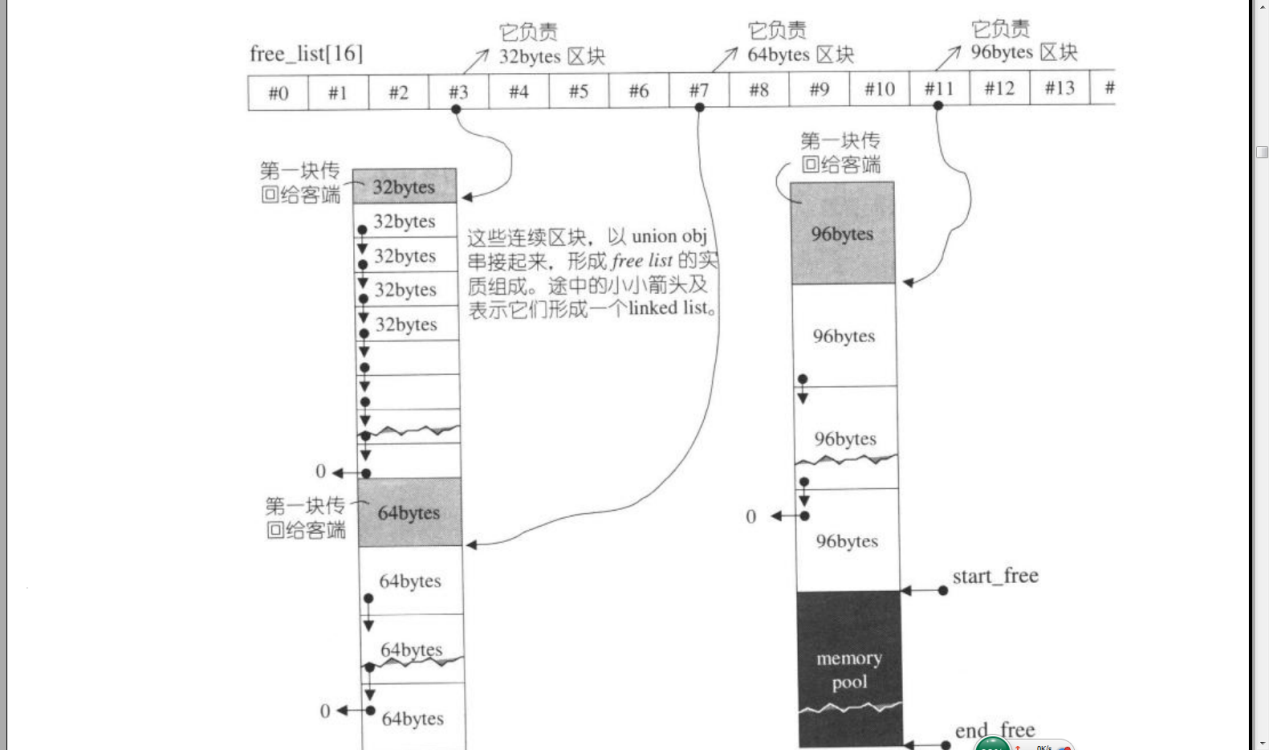 它负责
32bytes 区块
它负责
64bytes 区块
它负责
96bytes 区块
free_list[16]
#0 #1 #2 #3 #4 #5 #6 #7 #8 #9 #10 #11 #12 #13 #
第一块传
回给客端
32bytes
32bytes
32bytes
32bytes
32bytes
0
这些连续区块，以 union obj
串接起来，形成 free list 的实
质组成。途中的小小箭头及
表示它们形成一个linked list。
第一块传
回给客端
64bytes
64bytes
64bytes
0
64bytes
第一块传
回给客端
96bytes
96bytes
96bytes
0
96bytes
start_free
memory
pool
end_free